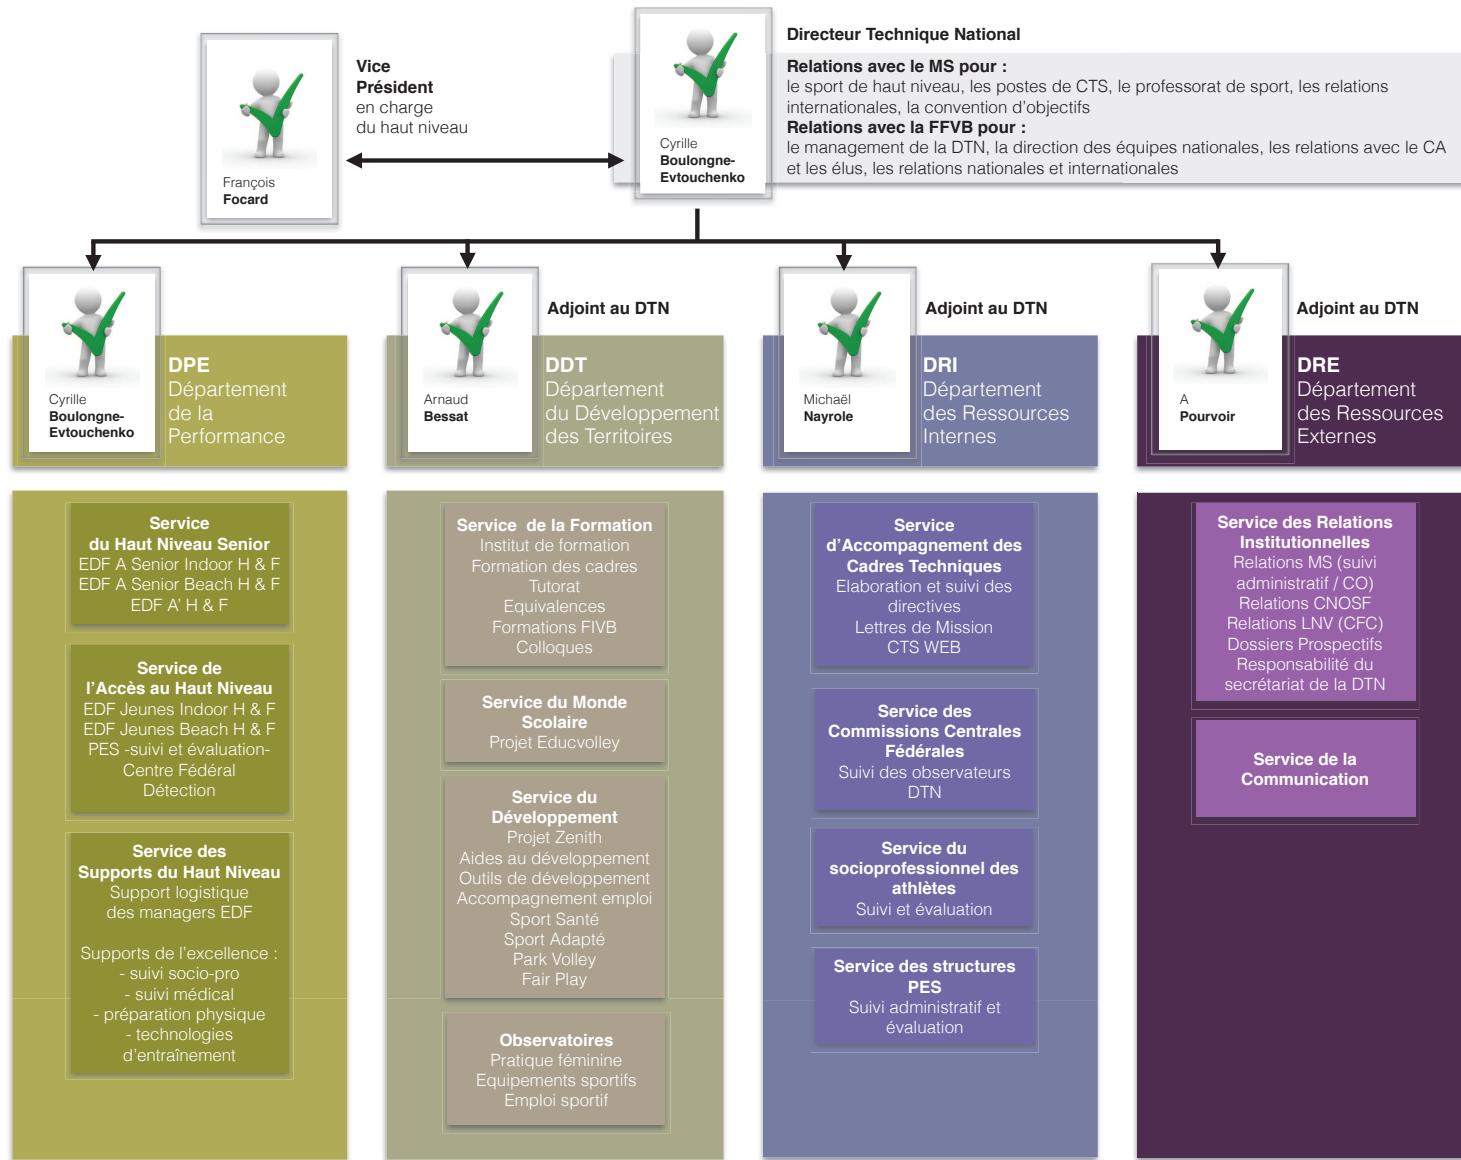 Directeur Technique National
Relations avec le MS pour :
le sport de haut niveau, les postes de CTS, le professorat de sport, les relations
internationales, la convention d'objectifs
Relations avec la FFVB pour :
le management de la DTN, la direction des équipes nationales, les relations avec le CA
et les élus, les relations nationales et internationales
Cyrille
Boulongne-
Evtouchenko
Vice
Président
en charge
du haut niveau
François
Focard
Cyrille
Boulongne-
Evtouchenko
DPE
Département
de la
Performance
Adjoint au DTN
Arnaud
Bessat
DDT
Département
du Développement
des Territoires
Adjoint au DTN
Michaël
Nayrole
DRI
Département
des Ressources
Internes
Adjoint au DTN
A
Pourvoir
DRE
Département
des Ressources
Externes
Service
du Haut Niveau Senior
EDF A Senior Indoor H & F
EDF A Senior Beach H & F
EDF A' H & F
Service de
l'Accès au Haut Niveau
EDF Jeunes Indoor H & F
EDF Jeunes Beach H & F
PES -suivi et évaluation-
Centre Fédéral
Détection
Service des
Supports du Haut Niveau
Support logistique
des managers EDF
Supports de l'excellence :
- suivi socio-pro
- suivi médical
- préparation physique
- technologies
d'entraînement
Service de la Formation
Institut de formation
Formation des cadres
Tutorat
Equivalences
Formations FIVB
Colloques
Service du Monde
Scolaire
Projet Educvolley
Service du
Développement
Projet Zenith
Aides au développement
Outils de développement
Accompagnement emploi
Sport Santé
Sport Adapté
Park Volley
Fair Play
Observatoires
Pratique féminine
Equipements sportifs
Emploi sportif
Service
d'Accompagnement des
Cadres Techniques
Elaboration et suivi des
directives
Lettres de Mission
CTS WEB
Service des
Commissions Centrales
Fédérales
Suivi des observateurs
DTN
Service du
socioprofessionnel des
athlètes
Suivi et évaluation
Service des structures
PES
Suivi administratif et
évaluation
Service des Relations
Institutionnelles
Relations MS (suivi
administratif / CO)
Relations CNOSF
Relations LNV (CFC)
Dossiers Prospectifs
Responsabilité du
secrétariat de la DTN
Service de la
Communication